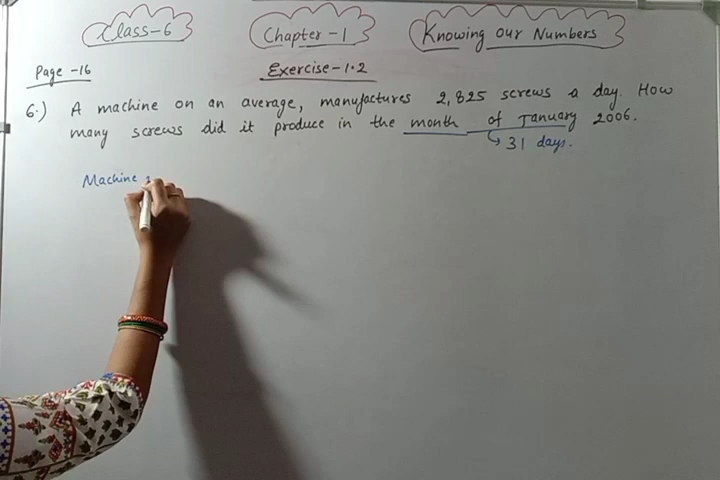 Class-6 Chapter-1 Knowing Our Numbers
Page-16 Exercise-1.2
6.) A machine on an average, manufactures 2,825 screws a day. How
many screws did it produce in the month of January 2006.
31 days.
Machine